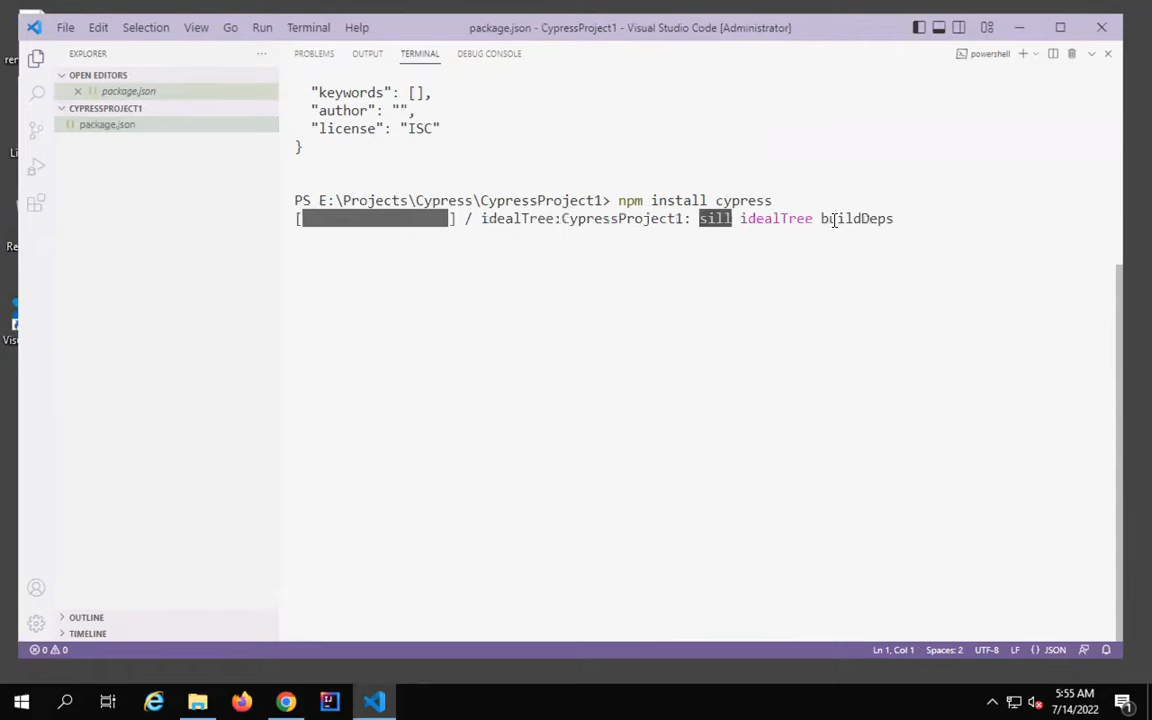 File Edit Selection View Go Run Terminal Help
package.json - CypressProject1 - Visual Studio Code [Administrator]
EXPLORER
OPEN EDITORS
package.json
CYPRESSPROJECT1
package.json
OUTLINE
TIMELINE
PROBLEMS OUTPUT TERMINAL DEBUG CONSOLE
powershell
"keywords": [],
"author": "",
"license": "ISC"
}
PS E:\Projects\Cypress\CypressProject1> npm install cypress
[ ] / idealTree:CypressProject1: sill idealTree buildDeps
0 0
Ln 1, Col 1 Spaces: 2 UTF-8 LF {} JSON
5:55 AM
7/14/2022
1